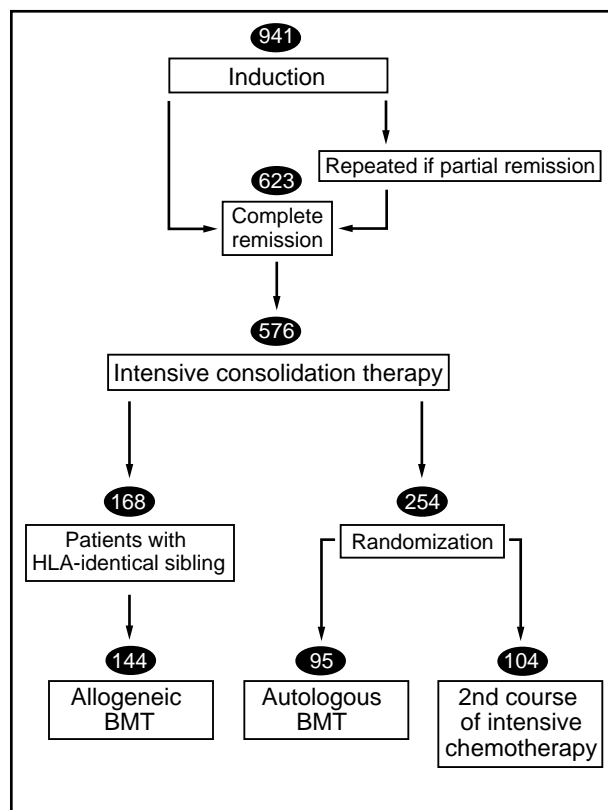 941
Induction
Repeated if partial remission
623
Complete
remission
576
Intensive consolidation therapy
168
Patients with
HLA-identical sibling
254
Randomization
144
Allogeneic
BMT
95
Autologous
BMT
104
2nd course
of intensive
chemotherapy